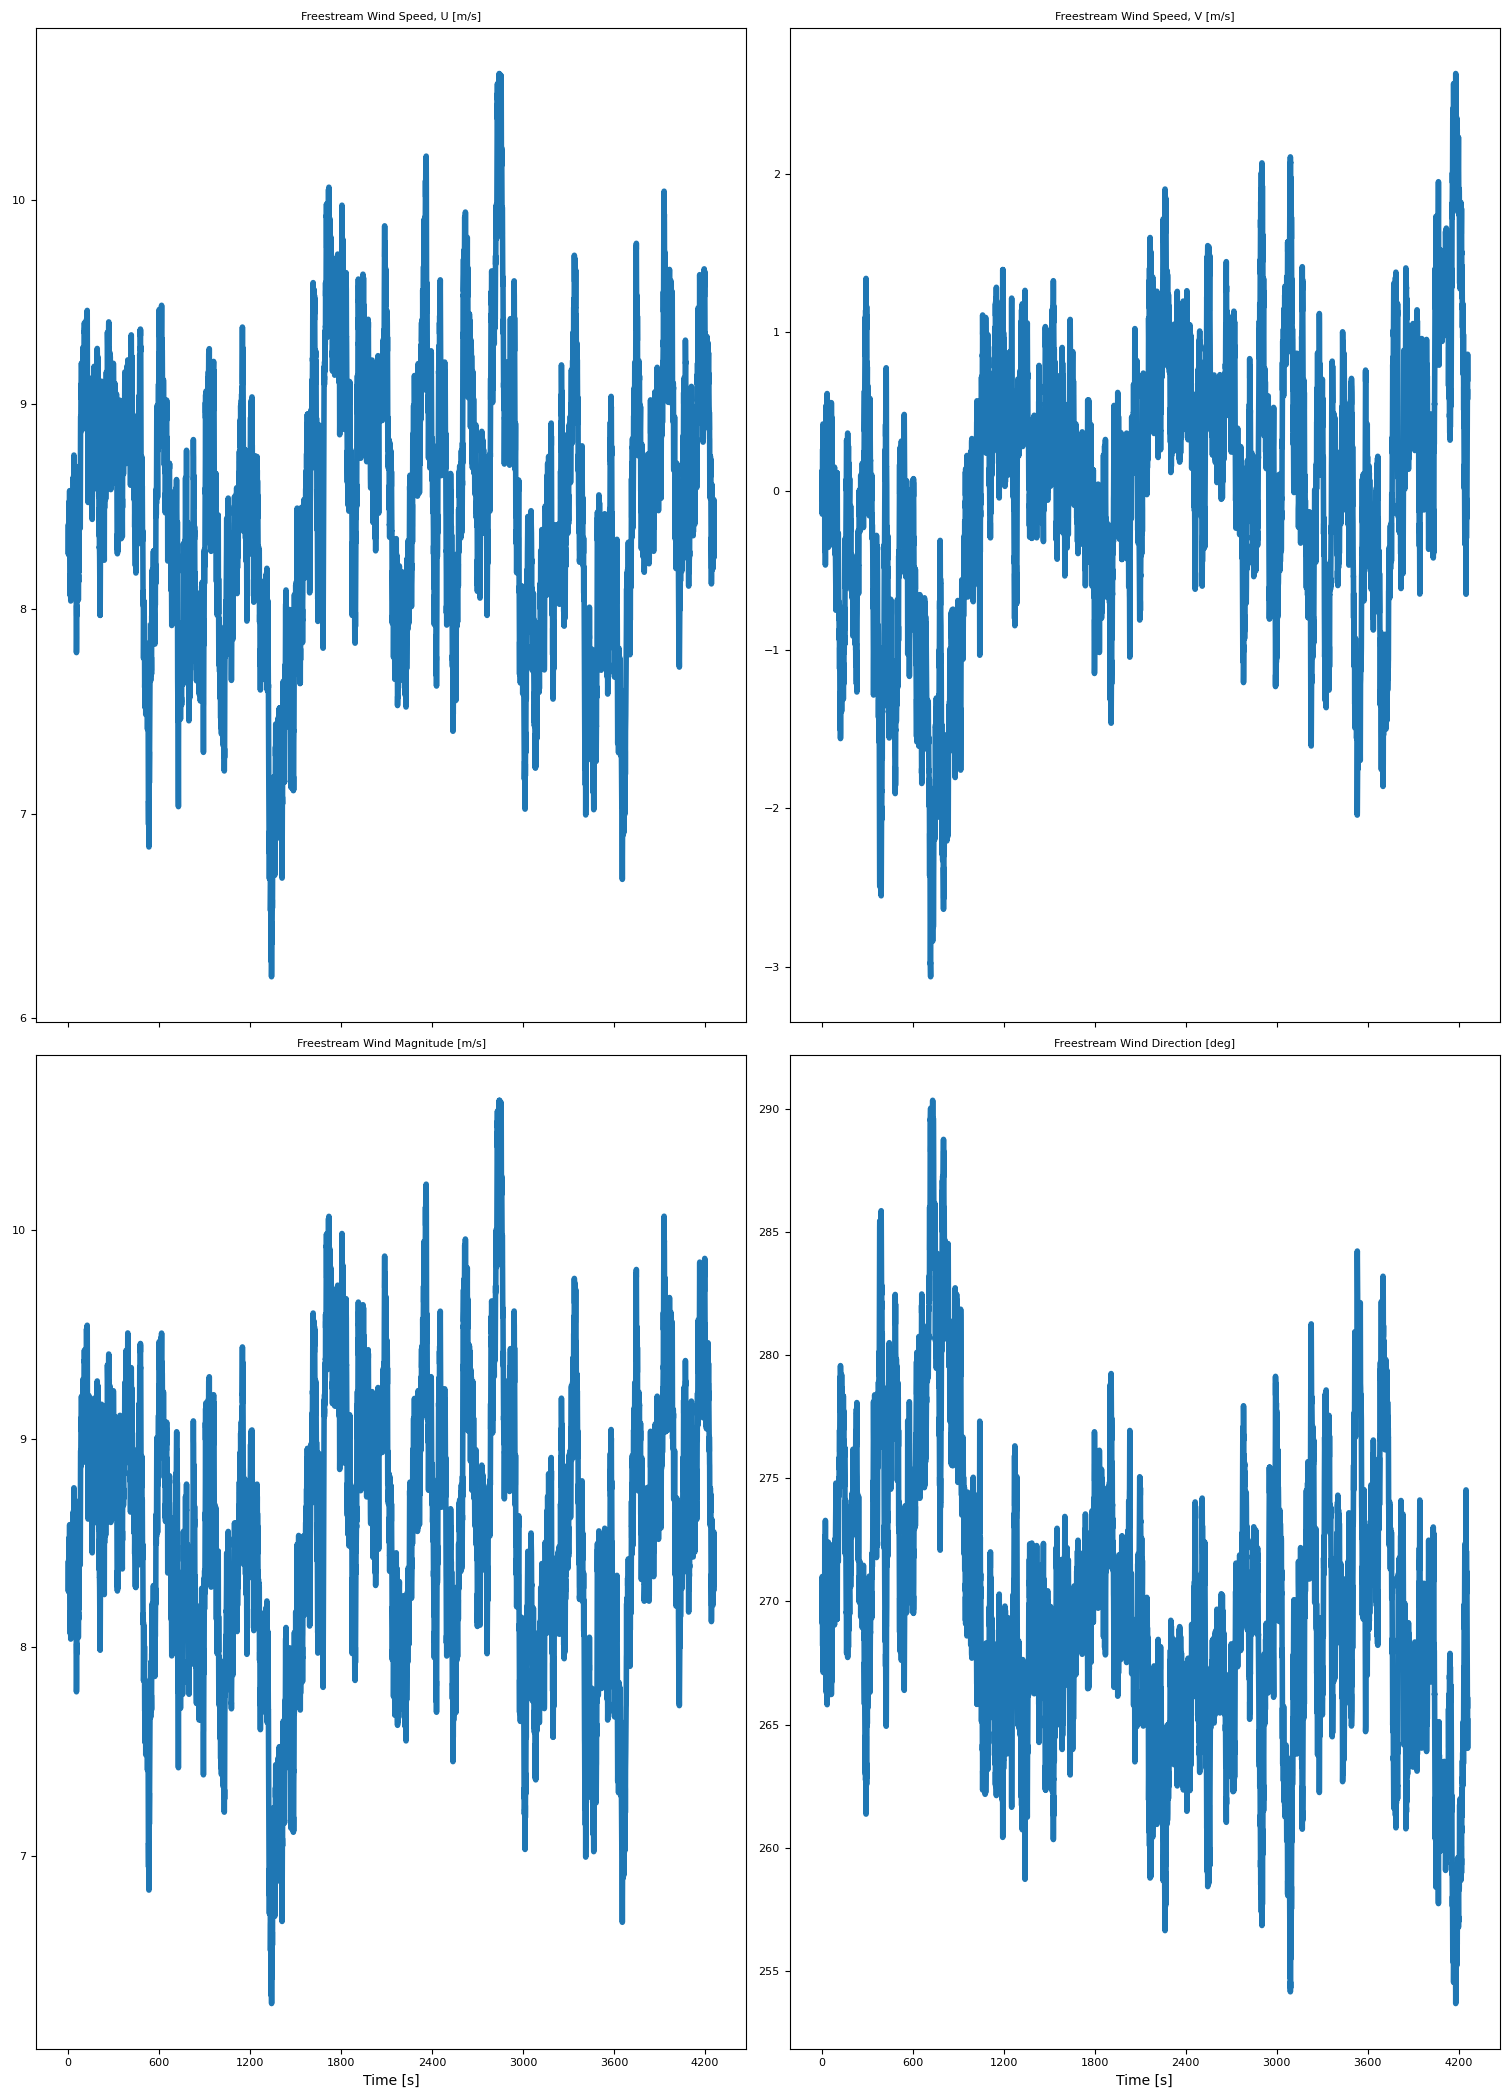 Freestream Wind Speed, U [m/s]
10
9
8
7
6
Freestream Wind Speed, V [m/s]
2
1
0
−1
−2
−3
Freestream Wind Magnitude [m/s]
10
9
8
7
0 600 1200 1800 2400 3000 3600 4200
Time [s]
Freestream Wind Direction [deg]
290
285
280
275
270
265
260
255
0 600 1200 1800 2400 3000 3600 4200
Time [s]